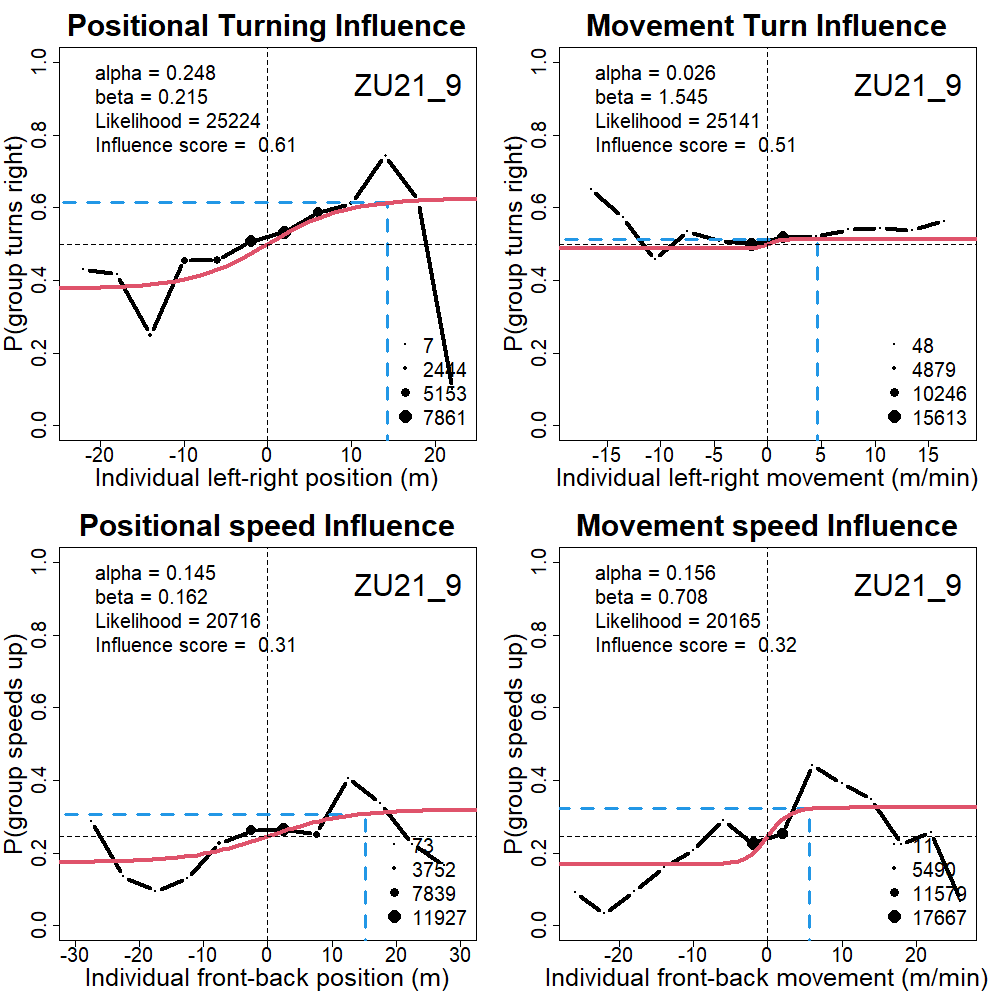 Positional Turning Influence
alpha = 0.248
beta = 0.215
Likelihood = 25224
Influence score = 0.61
ZU21_9
P(group turns right)
1.0
0.8
0.6
0.4
0.2
0.0
7
2444
5153
7861
-20 -10 0 10 20
Individual left-right position (m)
Movement Turn Influence
alpha = 0.026
beta = 1.545
Likelihood = 25141
Influence score = 0.51
ZU21_9
P(group turns right)
1.0
0.8
0.6
0.4
0.2
0.0
48
4879
10246
15613
-15 -10 -5 0 5 10 15
Individual left-right movement (m/min)
Positional speed Influence
alpha = 0.145
beta = 0.162
Likelihood = 20716
Influence score = 0.31
ZU21_9
P(group speeds up)
1.0
0.8
0.6
0.4
0.2
0.0
73
3752
7839
11927
-30 -20 -10 0 10 20 30
Individual front-back position (m)
Movement speed Influence
alpha = 0.156
beta = 0.708
Likelihood = 20165
Influence score = 0.32
ZU21_9
P(group speeds up)
1.0
0.8
0.6
0.4
0.2
0.0
11
5490
11579
17667
-20 -10 0 10 20
Individual front-back movement (m/min)